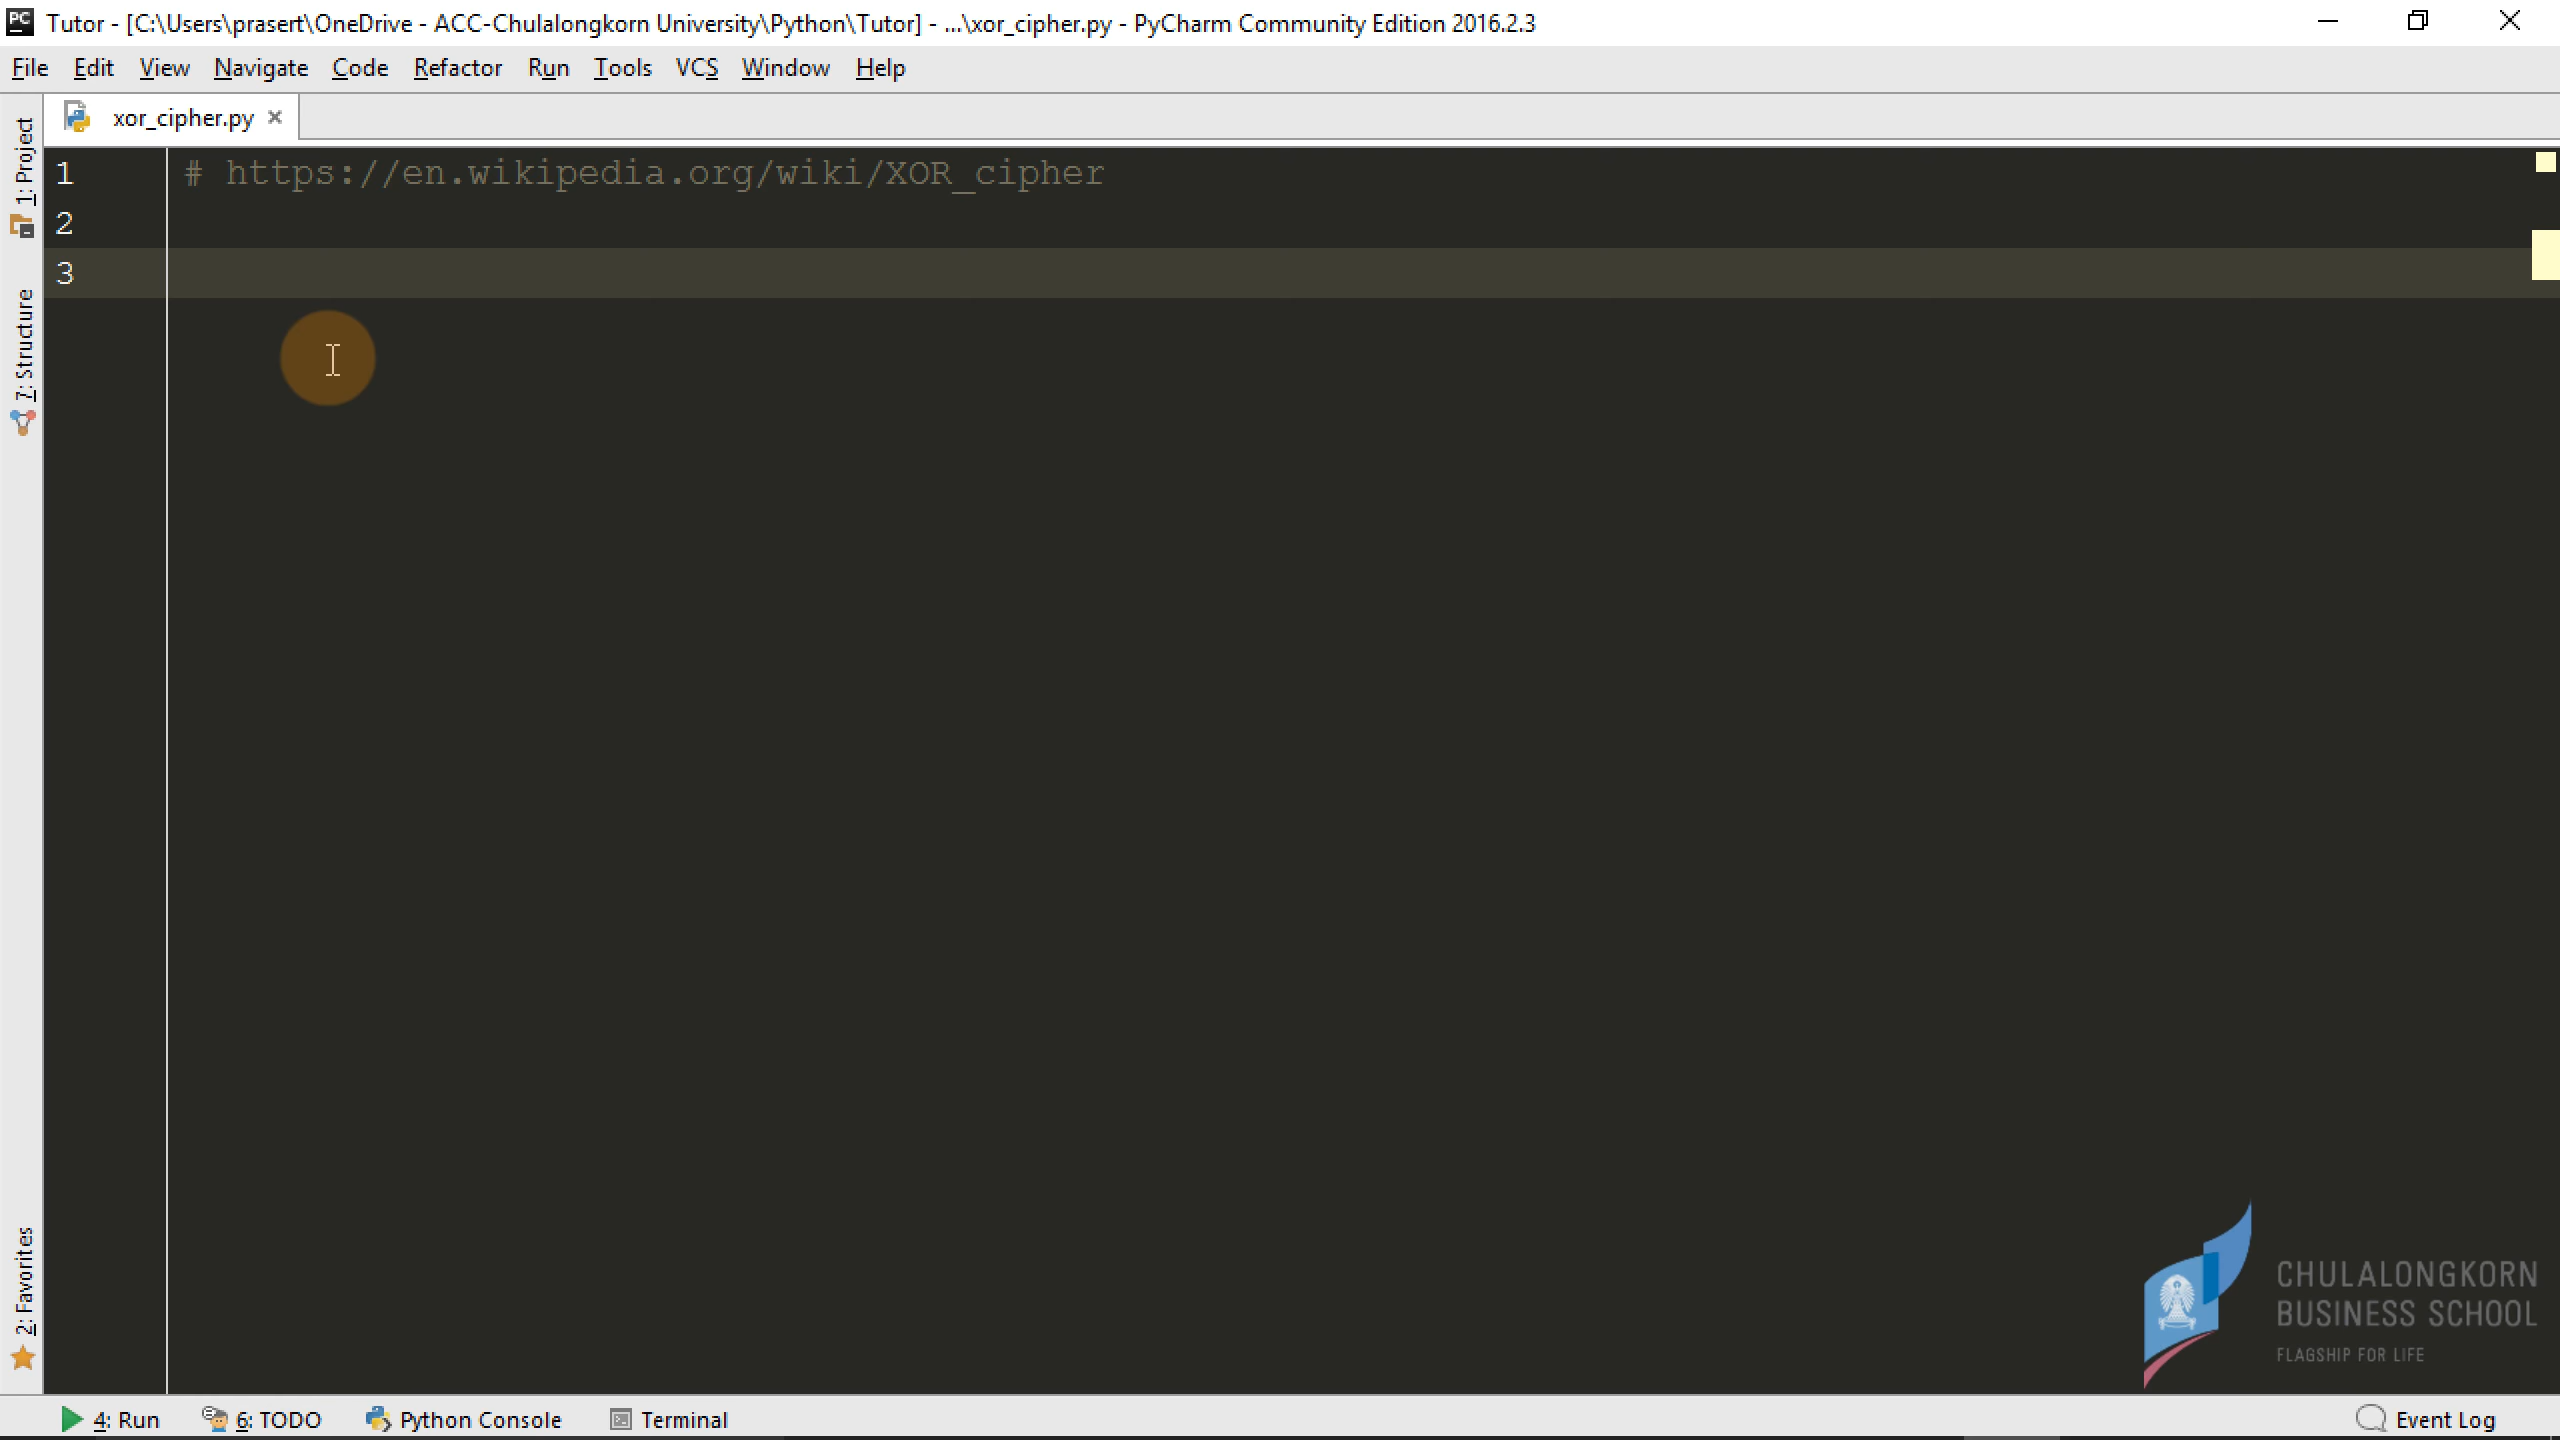 Tutor - [C:\Users\prasert\OneDrive - ACC-Chulalongkorn University\Python\Tutor] - ...\xor_cipher.py - PyCharm Community Edition 2016.2.3
File Edit View Navigate Code Refactor Run Tools VCS Window Help
xor_cipher.py
1: Project
7: Structure
2: Favorites
1 # https://en.wikipedia.org/wiki/XOR_cipher
2
3
CHULALONGKORN
BUSINESS SCHOOL
FLAGSHIP FOR LIFE
4: Run 6: TODO Python Console Terminal Event Log